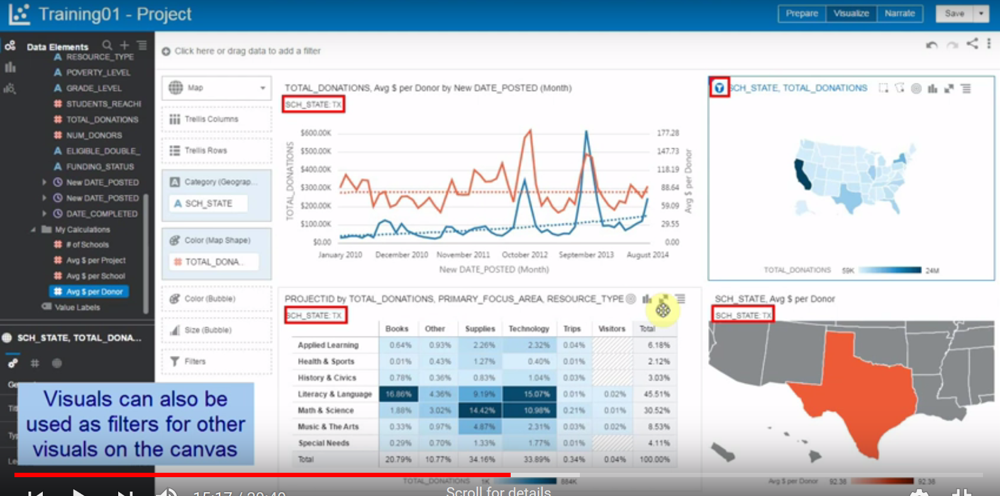 Training01 - Project
Prepare
Visualize
Narrate
Save
Data Elements
RESOURCE_TYPE
POVERTY_LEVEL
GRADE_LEVEL
STUDENTS_REACHI
TOTAL_DONATIONS
NUM_DONORS
ELIGIBLE_DOUBLE_
FUNDING_STATUS
New DATE_POSTED
New DATE_POSTED
DATE_COMPLETED
My Calculations
# of Schools
Avg $ per Project
Avg $ per School
Avg $ per Donor
Value Labels
SCH_STATE, TOTAL_DONA...
Visuals can also be
used as filters for other
visuals on the canvas
Click here or drag data to add a filter
Map
Trellis Columns
Trellis Rows
Category (Geograp...
SCH_STATE
Color (Map Shape)
TOTAL_DONA...
Color (Bubble)
Size (Bubble)
Filters
TOTAL_DONATIONS, Avg $ per Donor by New DATE_POSTED (Month)
SCH_STATE: TX
TOTAL_DONATIONS
$600.00K
$500.00K
$400.00K
$300.00K
$200.00K
$100.00K
$0.00
177.28
147.73
118.19
88.64
59.09
29.55
0.00
Avg $ per Donor
January 2010 December 2010 November 2011 October 2012 September 2013 August 2014
New DATE_POSTED (Month)
SCH_STATE, TOTAL_DONATIONS
TOTAL_DONATIONS 59K 24M
PROJECTID by TOTAL_DONATIONS, PRIMARY_FOCUS_AREA, RESOURCE_TYPE
SCH_STATE: TX
Books Other Supplies Technology Trips Visitors Total
Applied Learning 0.64% 0.93% 2.26% 2.32% 0.04% 6.18%
Health & Sports 0.01% 0.43% 1.27% 0.40% 0.01% 2.12%
History & Civics 0.78% 0.36% 0.83% 1.04% 0.03% 3.03%
Literacy & Language 16.86% 4.36% 9.19% 15.07% 0.01% 0.02% 45.51%
Math & Science 1.88% 3.02% 14.42% 10.98% 0.21% 0.01% 30.52%
Music & The Arts 0.33% 0.97% 4.87% 2.31% 0.03% 0.02% 8.53%
Special Needs 0.29% 0.70% 1.33% 1.77% 0.01% 4.11%
Total 20.79% 10.77% 34.16% 33.89% 0.34% 0.04% 100.00%
TOTAL_DONATIONS 1K 884K
SCH_STATE, Avg $ per Donor
SCH_STATE: TX
Avg $ per Donor 92.38 92.38
Scroll for details